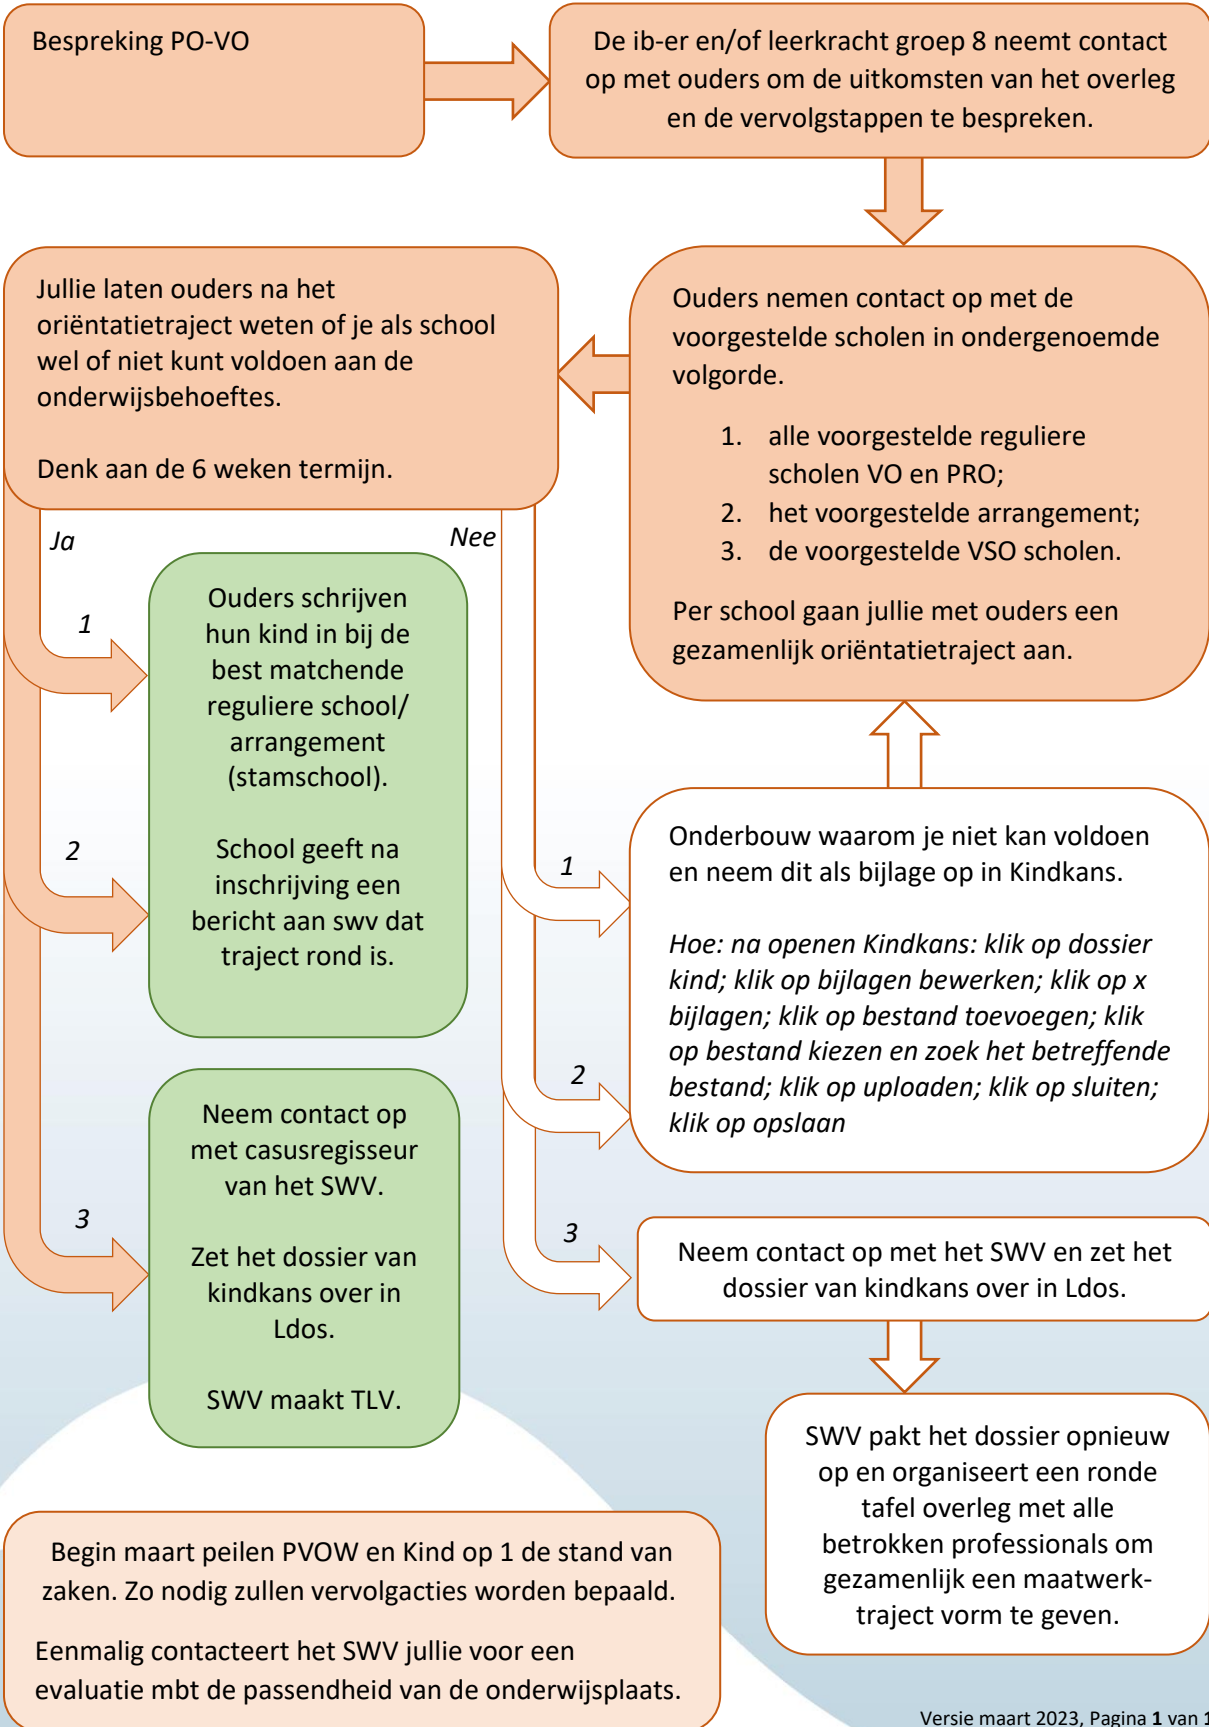 Bespreking PO-VO
De ib-er en/of leerkracht groep 8 neemt contact
op met ouders om de uitkomsten van het overleg
en de vervolgstappen te bespreken.
Ouders nemen contact op met de
voorgestelde scholen in ondergenoemde
volgorde.
1. alle voorgestelde reguliere
scholen VO en PRO;
2. het voorgestelde arrangement;
3. de voorgestelde VSO scholen.
Per school gaan jullie met ouders een
gezamenlijk oriëntatietraject aan.
Jullie laten ouders na het
oriëntatietraject weten of je als school
wel of niet kunt voldoen aan de
onderwijsbehoeftes.
Denk aan de 6 weken termijn.
Ja
Nee
1
Ouders schrijven
hun kind in bij de
best matchende
reguliere school/
arrangement
(stamschool).
2
School geeft na
inschrijving een
bericht aan swv dat
traject rond is.
3
Neem contact op
met casusregisseur
van het SWV.
Zet het dossier van
kindkans over in
Ldos.
SWV maakt TLV.
1
Onderbouw waarom je niet kan voldoen
en neem dit als bijlage op in Kindkans.
Hoe: na openen Kindkans: klik op dossier
kind; klik op bijlagen bewerken; klik op x
bijlagen; klik op bestand toevoegen; klik
op bestand kiezen en zoek het betreffende
bestand; klik op uploaden; klik op sluiten;
klik op opslaan
2
3
Neem contact op met het SWV en zet het
dossier van kindkans over in Ldos.
SWV pakt het dossier opnieuw
op en organiseert een ronde
tafel overleg met alle
betrokken professionals om
gezamenlijk een maatwerk-
traject vorm te geven.
Begin maart peilen PVOW en Kind op 1 de stand van
zaken. Zo nodig zullen vervolgacties worden bepaald.
Eenmalig contacteert het SWV jullie voor een
evaluatie mbt de passendheid van de onderwijsplaats.
Versie maart 2023, Pagina 1 van 1